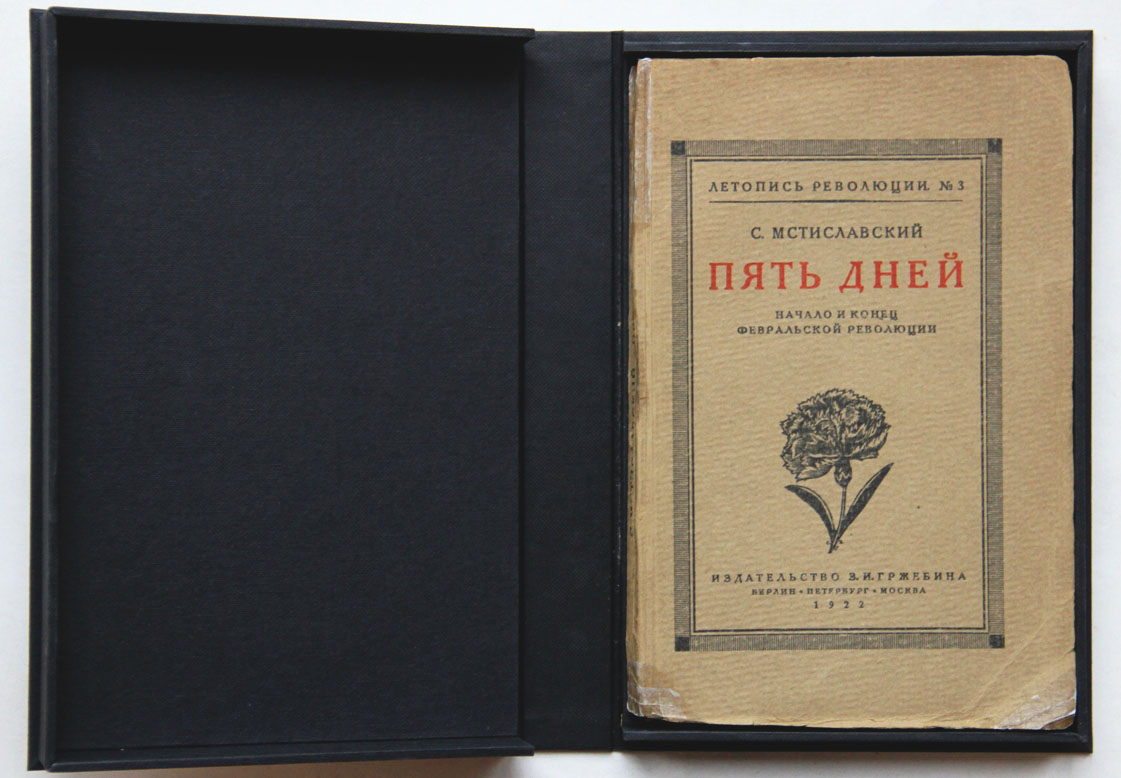 ЛЕТОПИСЬ РЕВОЛЮЦИИ. № 3
С. МСТИСЛАВСКИЙ
ПЯТЬ ДНЕЙ
НАЧАЛО И КОНЕЦ
ФЕВРАЛЬСКОЙ РЕВОЛЮЦИИ
ИЗДАТЕЛЬСТВО З. И. ГРЖЕБИНА
БЕРЛИН • ПЕТЕРБУРГ • МОСКВА
1922